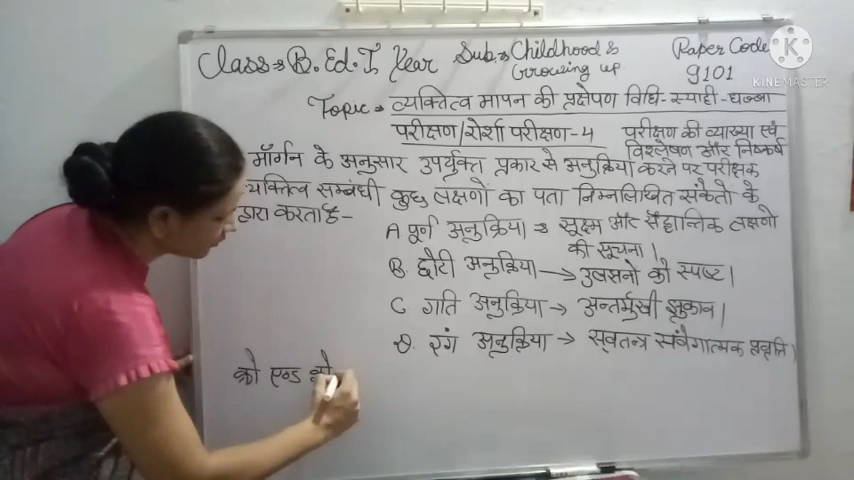 Class→ B. Ed. I Year Sub→ Childhood & Growing up Paper Code 9101
Topic→ व्यक्तित्व मापन की प्रक्षेपण विधि-स्याही-धब्बा
परीक्षण/रोर्शा परीक्षण-4 परीक्षण की व्याख्या एवं
विश्लेषण और निष्कर्ष
मॉर्गन के अनुसार उपर्युक्त प्रकार से अनुक्रिया करने पर परीक्षक
व्यक्तित्व सम्बंधी कुछ लक्षणों का पता निम्नलिखित संकेतो के
द्वारा करता है-
A पूर्ण अनुक्रिया → सूक्ष्म और सैद्धान्तिक लक्षणो
की सूचना।
B छोटी अनुक्रिया → उलझनो को स्पष्ट।
C गति अनुक्रिया → अन्तर्मुखी झुकाव।
D. रंग अनुक्रिया → स्वतन्त्र संवेगात्मक प्रवृत्ति।
क्रो एण्ड क्रो
KINEMASTER